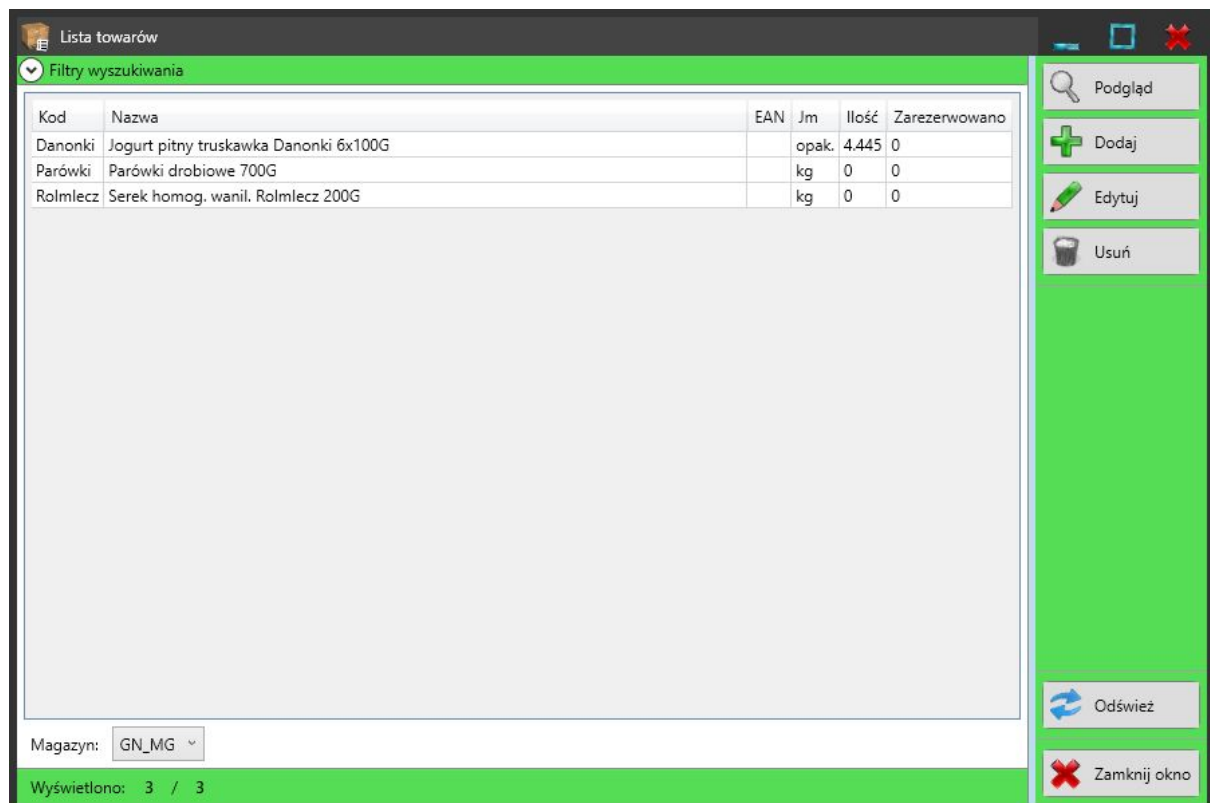 Lista towarów
Filtry wyszukiwania
Kod Nazwa EAN Jm Ilość Zarezerwowano
Danonki Jogurt pitny truskawka Danonki 6x100G opak. 4.445 0
Parówki Parówki drobiowe 700G kg 0 0
Rolmlecz Serek homog. wanil. Rolmlecz 200G kg 0 0
Magazyn: GN_MG
Wyświetlono: 3 / 3
Podgląd
Dodaj
Edytuj
Usuń
Odśwież
Zamknij okno